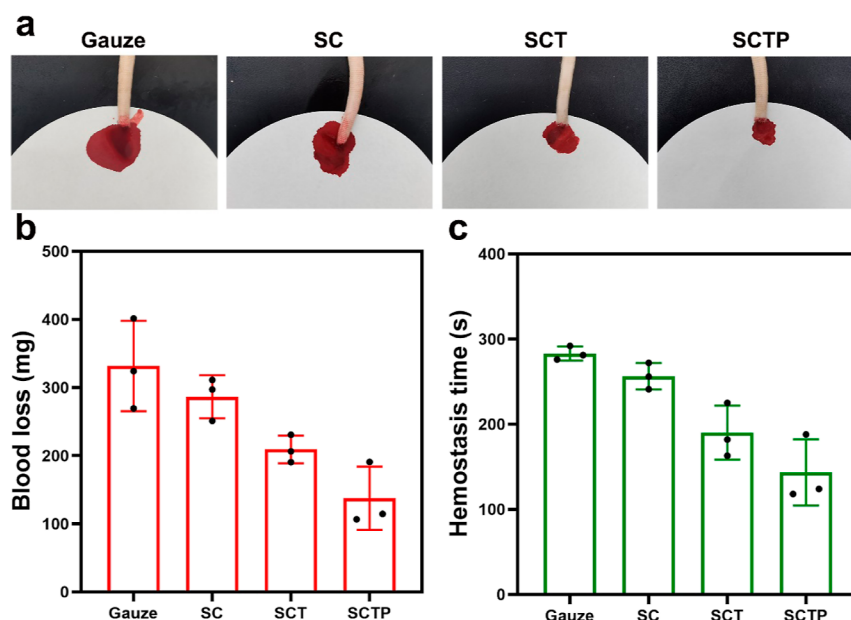 a
Gauze SC SCT SCTP
b
Blood loss (mg)
500
400
300
200
100
0
Gauze SC SCT SCTP
c
Hemostasis time (s)
400
300
200
100
0
Gauze SC SCT SCTP